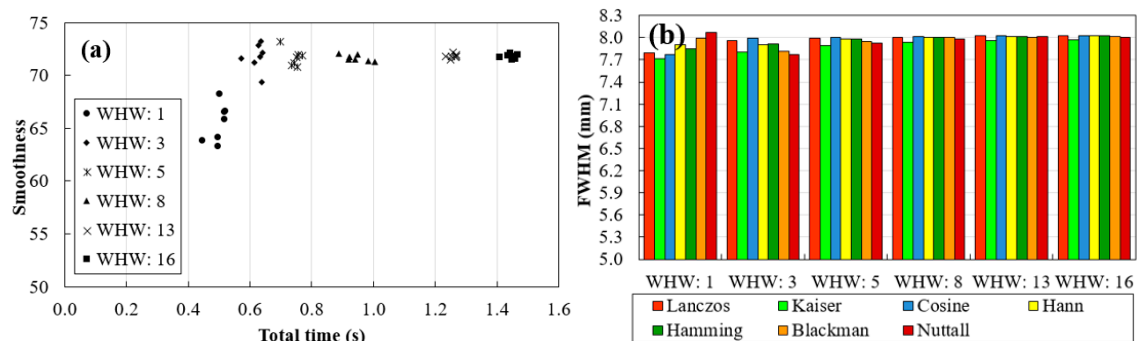 (a)
75
70
65
60
55
50
Smoothness
WHW: 1
WHW: 3
WHW: 5
WHW: 8
WHW: 13
WHW: 16
0.0 0.2 0.4 0.6 0.8 1.0 1.2 1.4 1.6
Total time (s)
(b)
8.3
8.0
7.7
7.4
7.1
6.8
6.5
6.2
5.9
5.6
5.3
5.0
FWHM (mm)
WHW: 1 WHW: 3 WHW: 5 WHW: 8 WHW: 13 WHW: 16
Lanczos Kaiser Cosine Hann
Hamming Blackman Nuttall